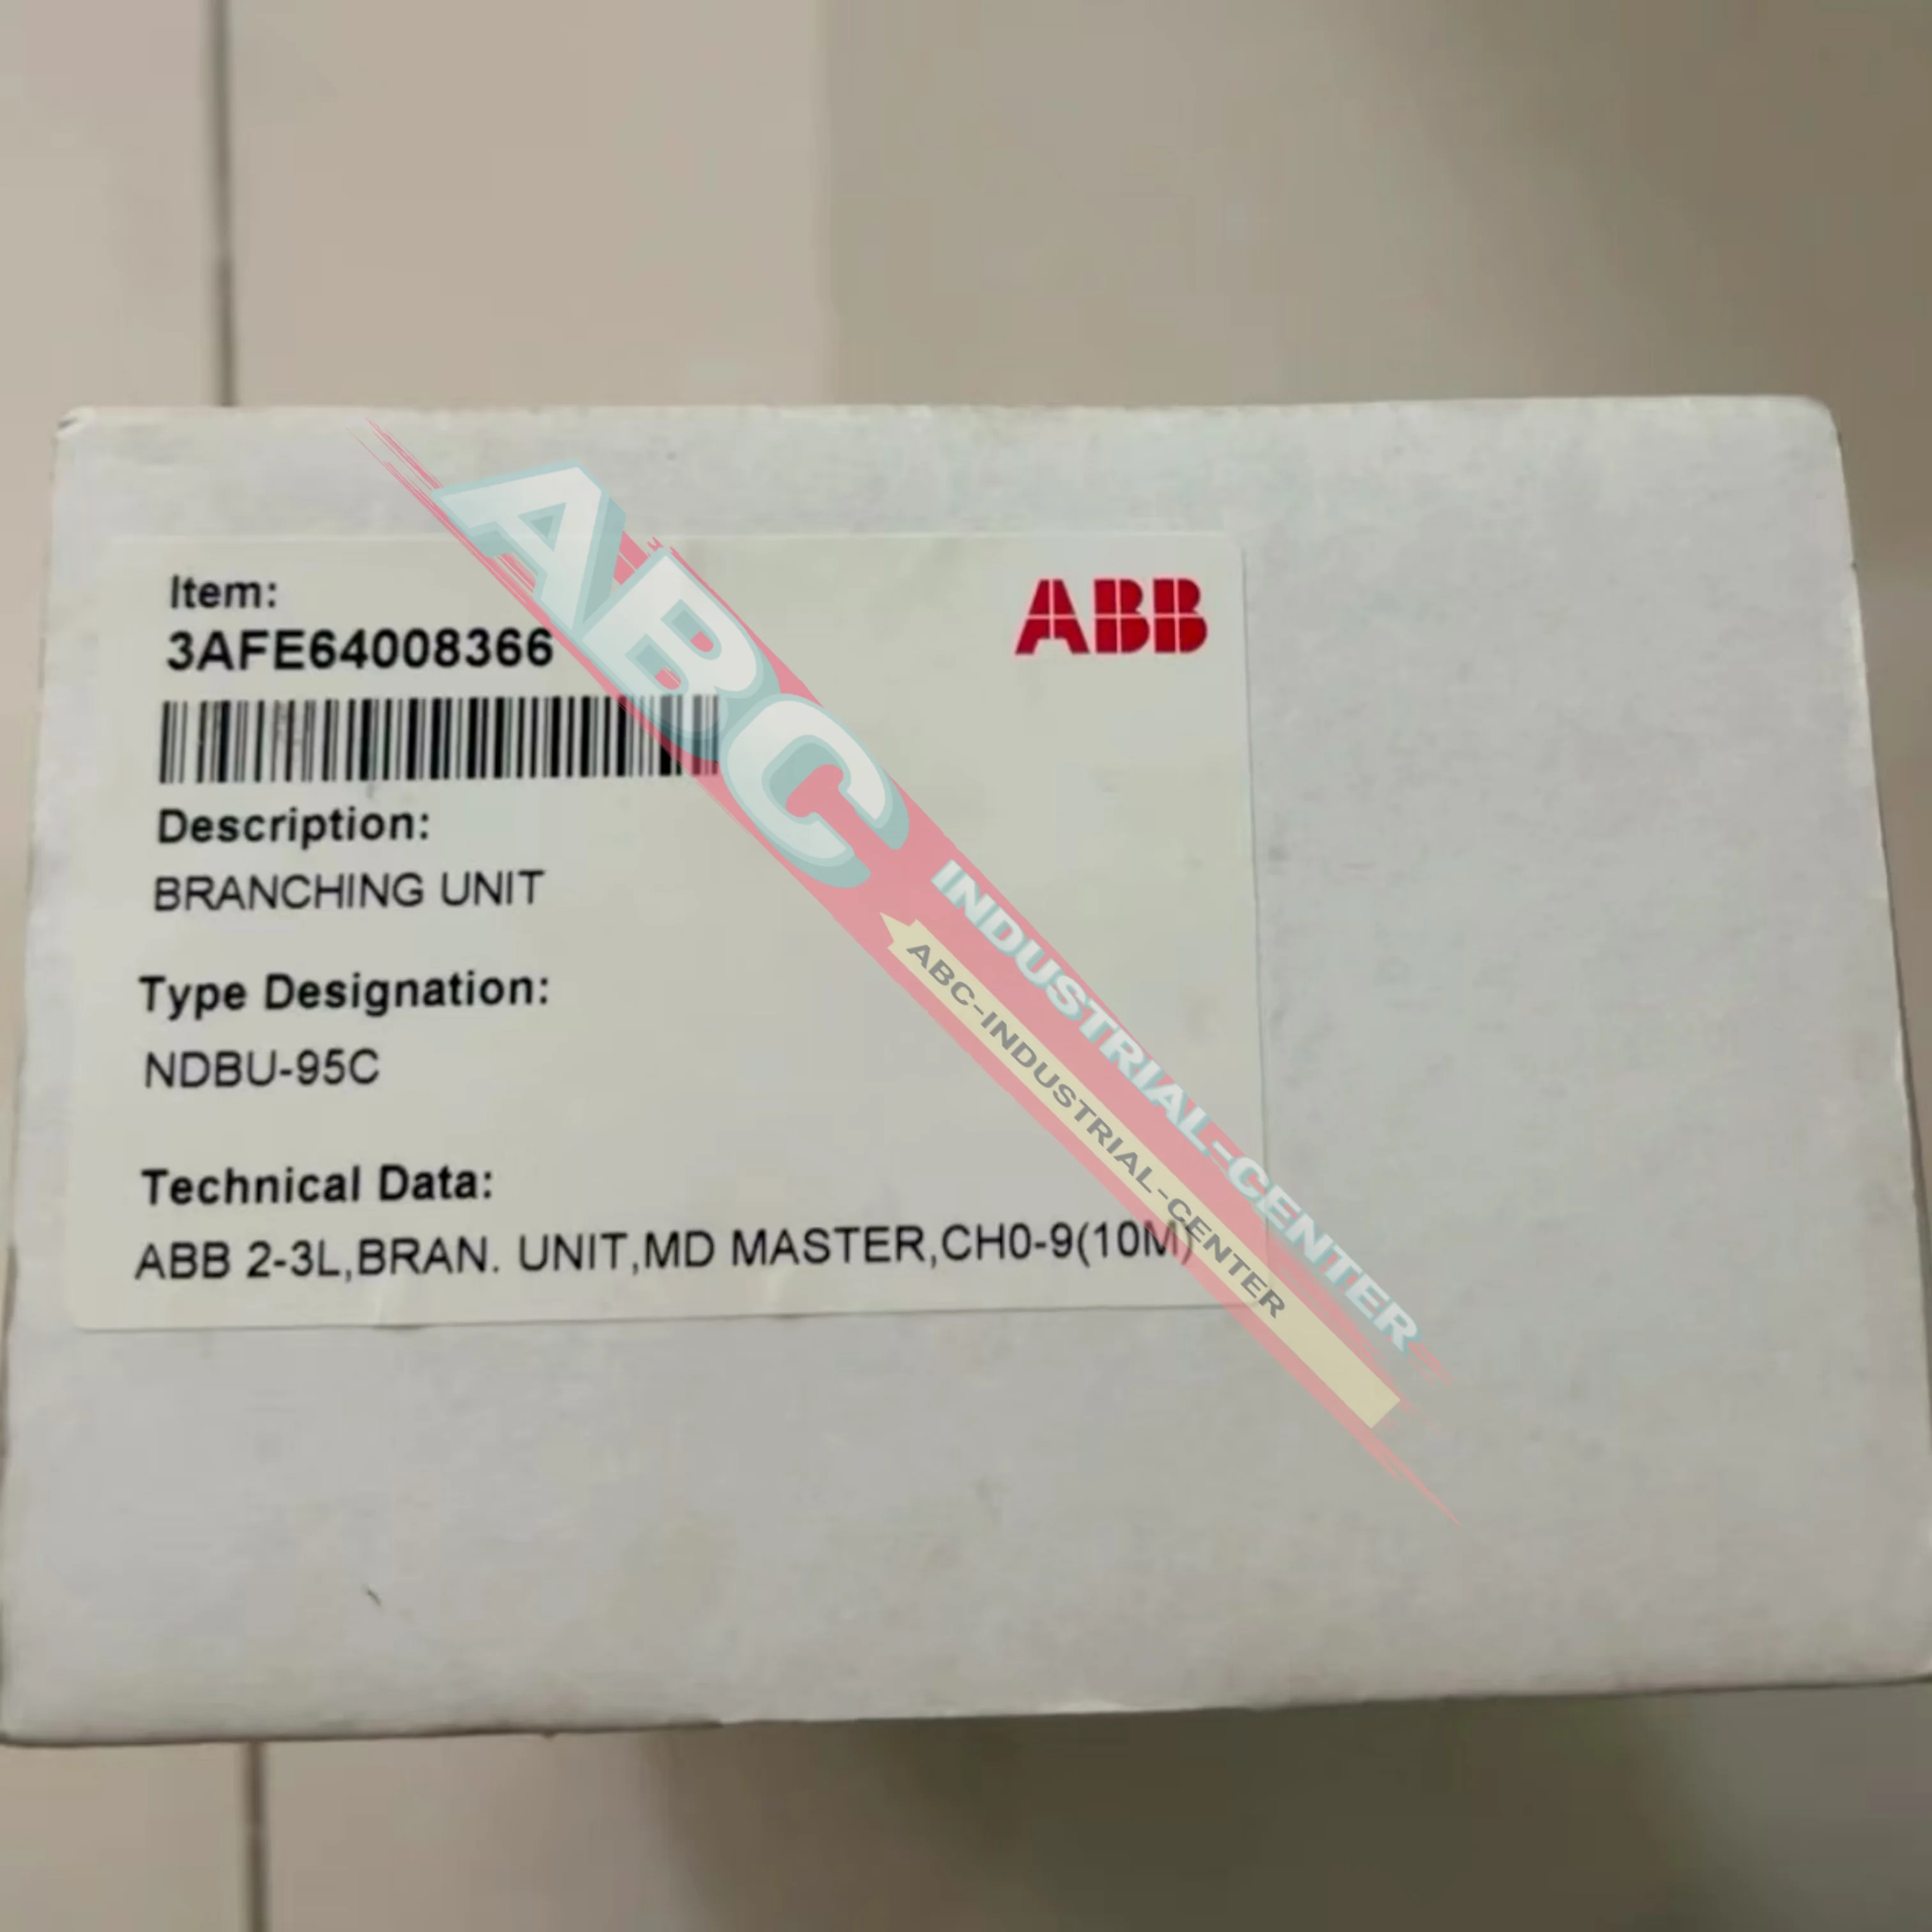 Item:
3AFE64008366
ABB
Description:
BRANCHING UNIT
Type Designation:
NDBU-95C
Technical Data:
ABB 2-3L,BRAN. UNIT,MD MASTER,CH0-9(10M)
ABC
INDUSTRIAL-CENTER
ABC-INDUSTRIAL-CENTER